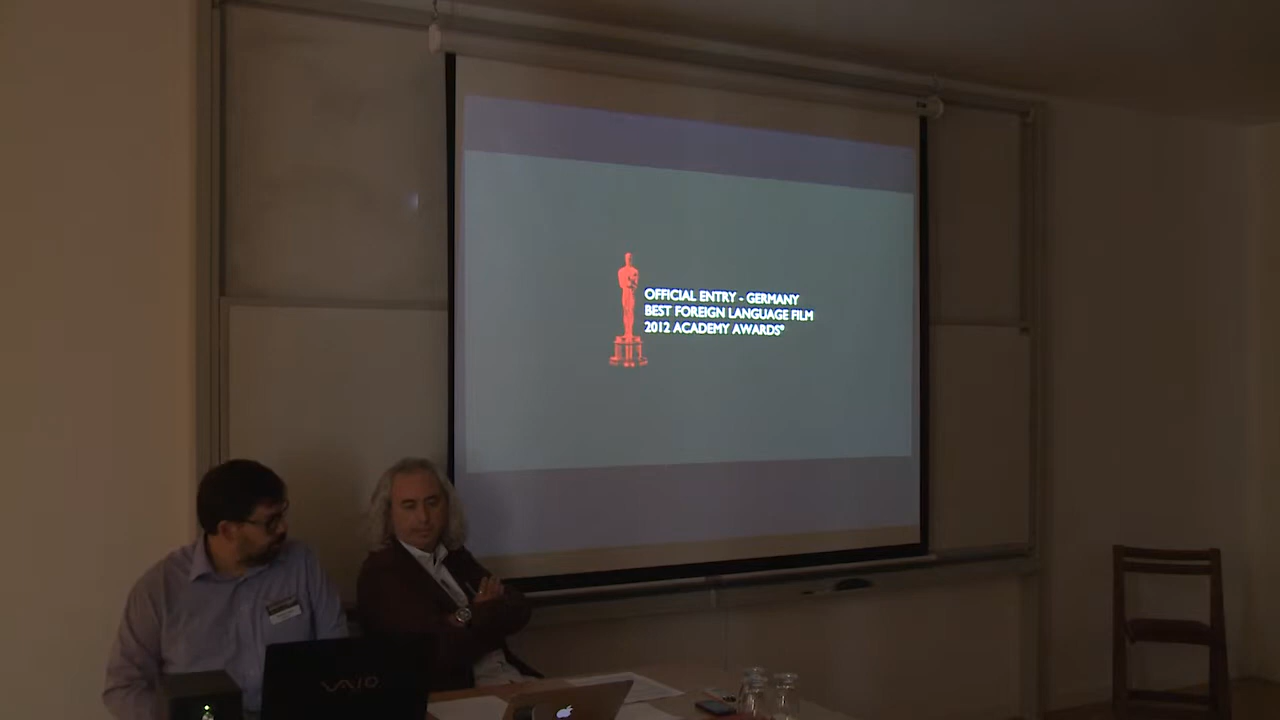 OFFICIAL ENTRY - GERMANY
BEST FOREIGN LANGUAGE FILM
2012 ACADEMY AWARDS®
VAIO